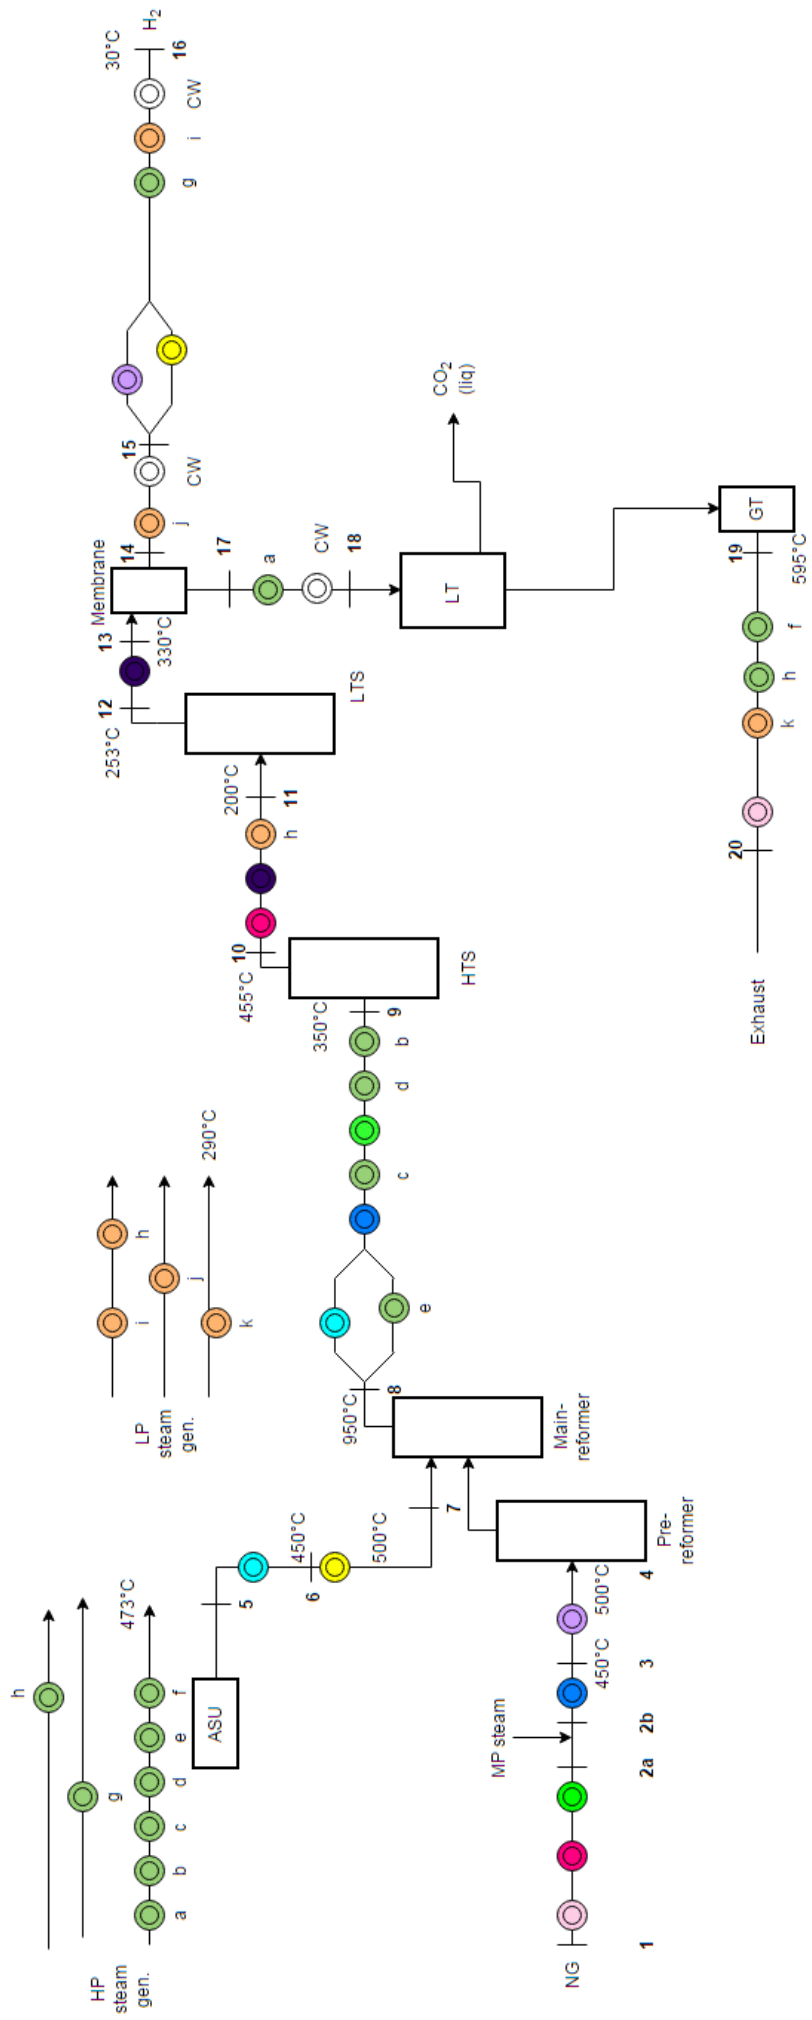 HP
steam
gen.
h
g
a
b
c
d
e
f
473°C
LP
steam
gen.
i
h
j
k
290°C
NG
1
2a
MP steam
2b
3
450°C
500°C
4
Pre-
reformer
ASU
5
6
450°C
500°C
7
Main-
reformer
950°C
8
e
c
d
b
350°C
9
HTS
455°C
10
h
200°C
11
LTS
253°C
12
13
330°C
Membrane
14
j
CW
15
g
i
CW
30°C
16
H₂
17
a
CW
18
LT
CO₂
(liq)
GT
19
595°C
f
h
k
20
Exhaust